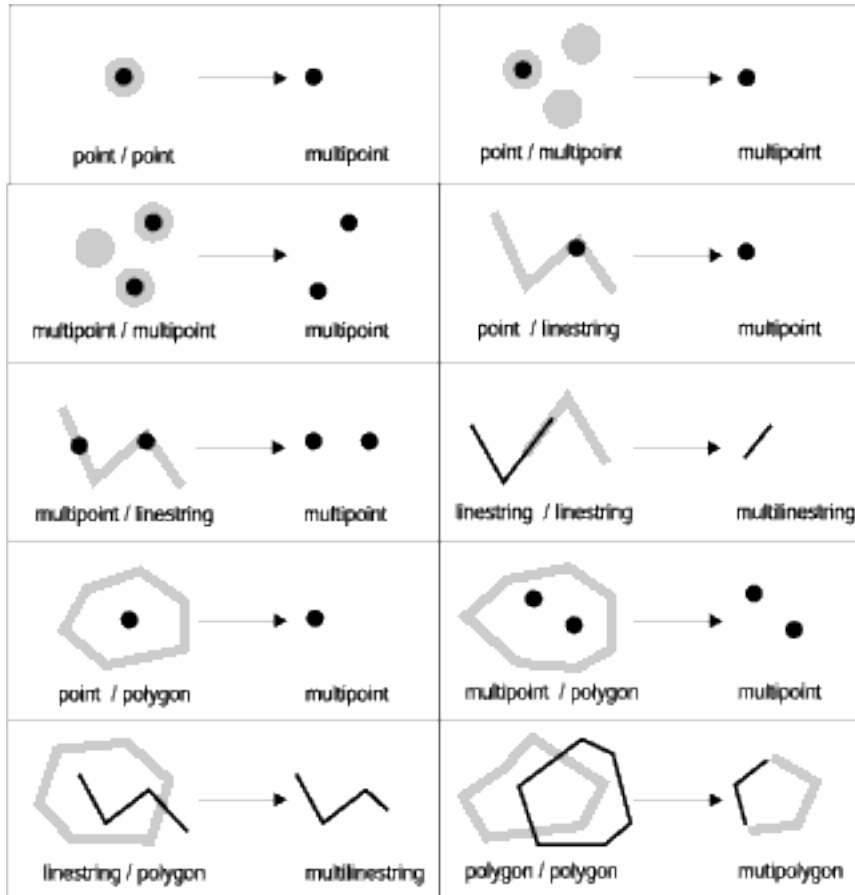 point / point multipoint
point / multipoint multipoint
multipoint / multipoint multipoint
point / linestring multipoint
multipoint / linestring multipoint
linestring / linestring multilinestring
point / polygon multipoint
multipoint / polygon multipoint
linestring / polygon multilinestring
polygon / polygon mutipolygon